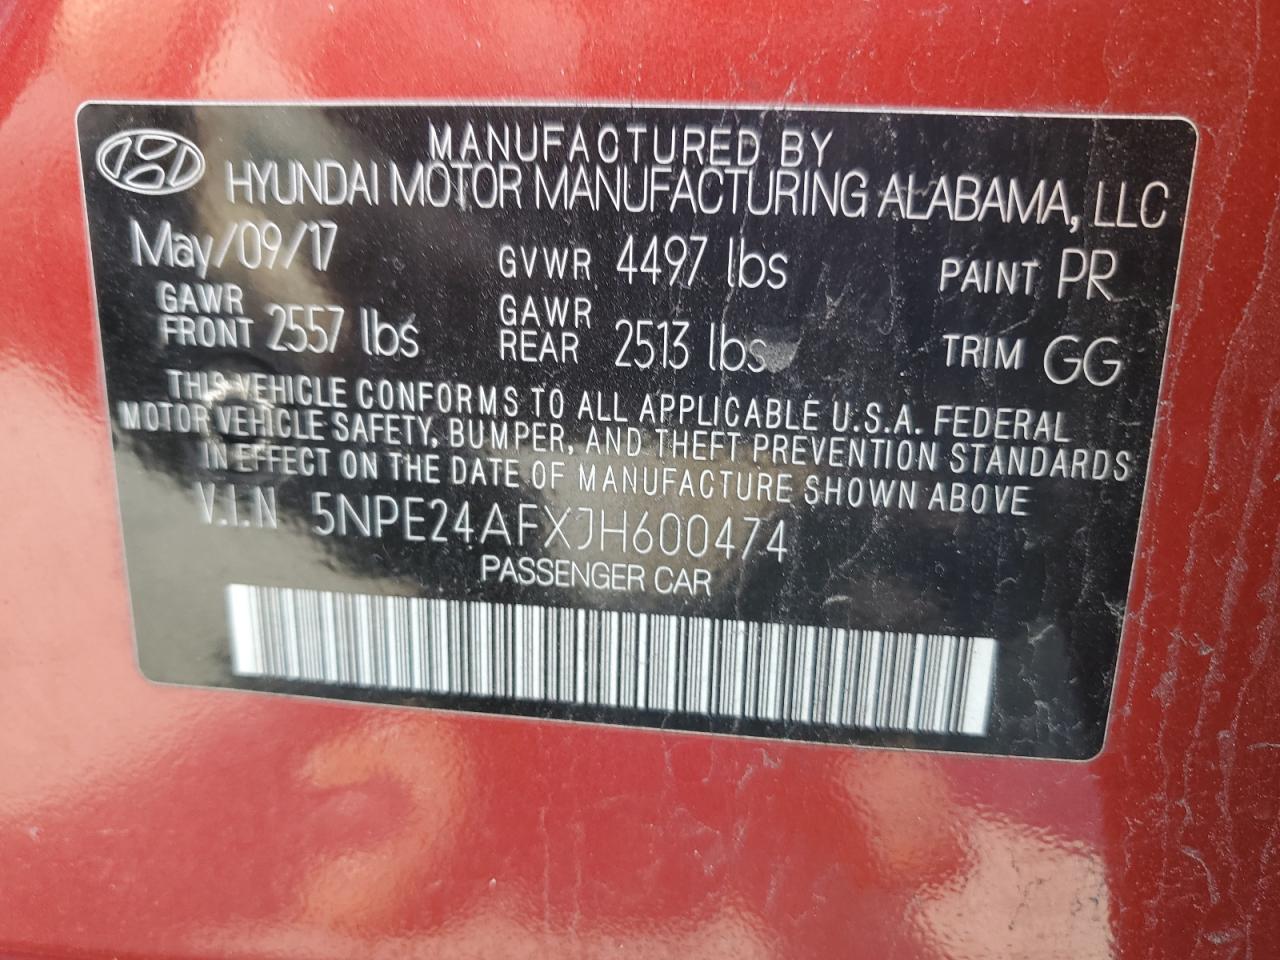 MANUFACTURED BY
HYUNDAI MOTOR MANUFACTURING ALABAMA, LLC
May/09/17 GVWR 4497 lbs PAINT PR
GAWR FRONT 2557 lbs GAWR REAR 2513 lbs TRIM GG
THIS VEHICLE CONFORMS TO ALL APPLICABLE U.S.A. FEDERAL
MOTOR VEHICLE SAFETY, BUMPER, AND THEFT PREVENTION STANDARDS
IN EFFECT ON THE DATE OF MANUFACTURE SHOWN ABOVE
V.I.N 5NPE24AFXJH600474
PASSENGER CAR